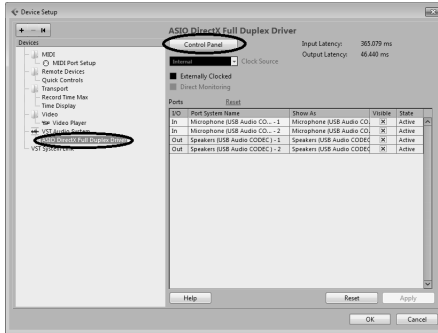 Device Setup
+ - |◀
Devices
MIDI
MIDI Port Setup
Remote Devices
Quick Controls
Transport
Record Time Max
Time Display
Video
Video Player
VST Audio System
ASIO DirectX Full Duplex Driver
VST System Link
ASIO DirectX Full Duplex Driver
Control Panel
Input Latency: 365.079 ms
Output Latency: 46.440 ms
Internal Clock Source
Externally Clocked
Direct Monitoring
Ports Reset
I/O Port System Name Show As Visible State
In Microphone (USB Audio CO... - 1 Microphone (USB Audio CO. Active
In Microphone (USB Audio CO... - 2 Microphone (USB Audio CO. Active
Out Speakers (USB Audio CODEC ) - 1 Speakers (USB Audio CODEC Active
Out Speakers (USB Audio CODEC ) - 2 Speakers (USB Audio CODEC Active
Help Reset Apply
OK Cancel